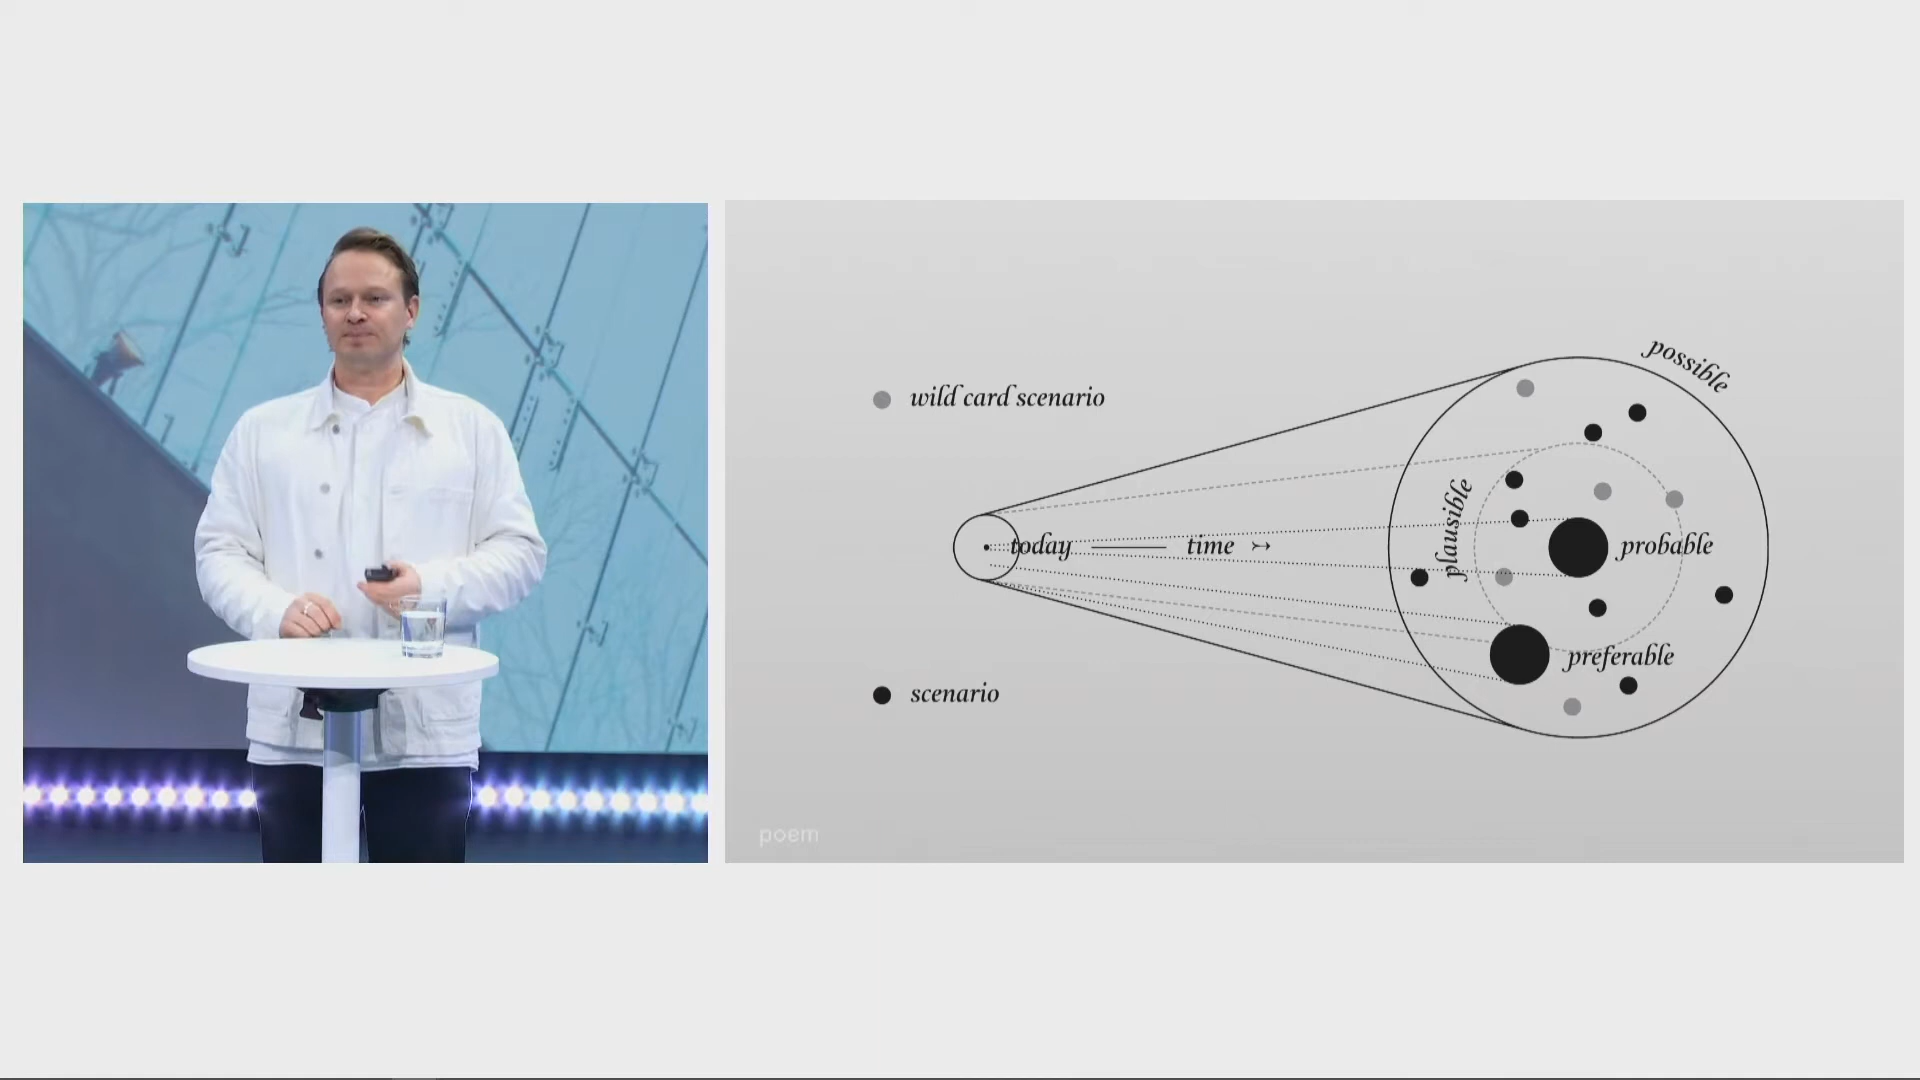 possible
wild card scenario
plausible
today
time
probable
preferable
scenario
poem